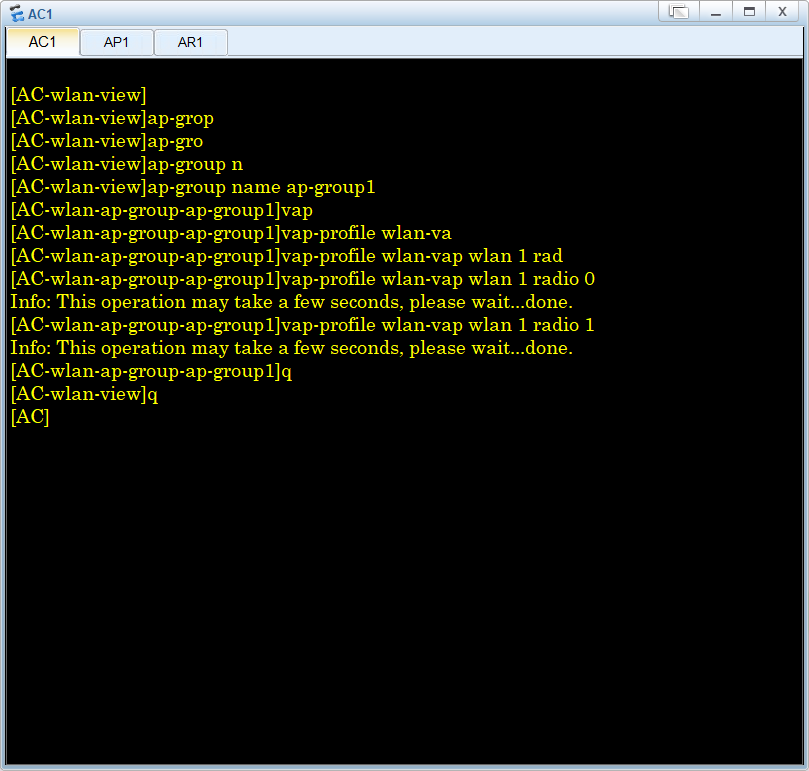 AC1
X
AC1 AP1 AR1
[AC-wlan-view]
[AC-wlan-view]ap-grop
[AC-wlan-view]ap-gro
[AC-wlan-view]ap-group n
[AC-wlan-view]ap-group name ap-group1
[AC-wlan-ap-group-ap-group1]vap
[AC-wlan-ap-group-ap-group1]vap-profile wlan-va
[AC-wlan-ap-group-ap-group1]vap-profile wlan-vap wlan 1 rad
[AC-wlan-ap-group-ap-group1]vap-profile wlan-vap wlan 1 radio 0
Info: This operation may take a few seconds, please wait...done.
[AC-wlan-ap-group-ap-group1]vap-profile wlan-vap wlan 1 radio 1
Info: This operation may take a few seconds, please wait...done.
[AC-wlan-ap-group-ap-group1]q
[AC-wlan-view]q
[AC]